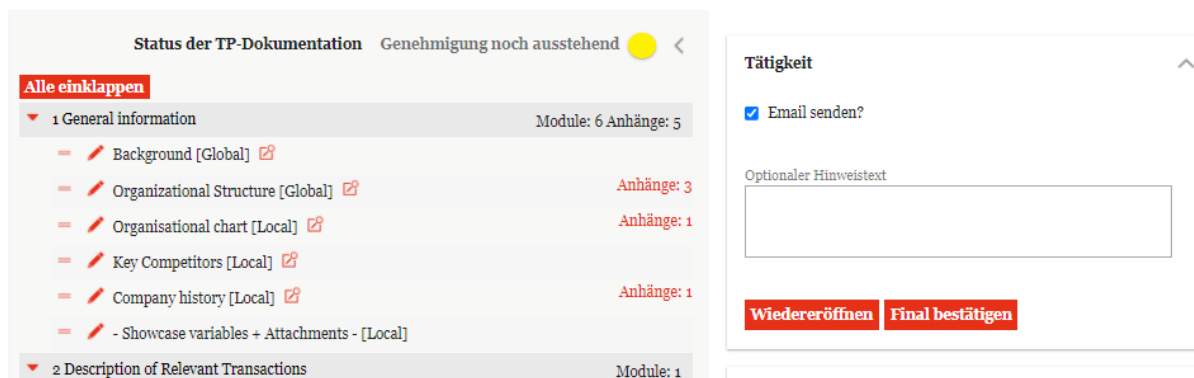 Status der TP-Dokumentation Genehmigung noch ausstehend
Alle einklappen
1 General information Module: 6 Anhänge: 5
Background [Global]
Organizational Structure [Global] Anhänge: 3
Organisational chart [Local] Anhänge: 1
Key Competitors [Local]
Company history [Local] Anhänge: 1
- Showcase variables + Attachments - [Local]
2 Description of Relevant Transactions Module: 1
Tätigkeit
Email senden?
Optionaler Hinweistext
Wiedereröffnen Final bestätigen